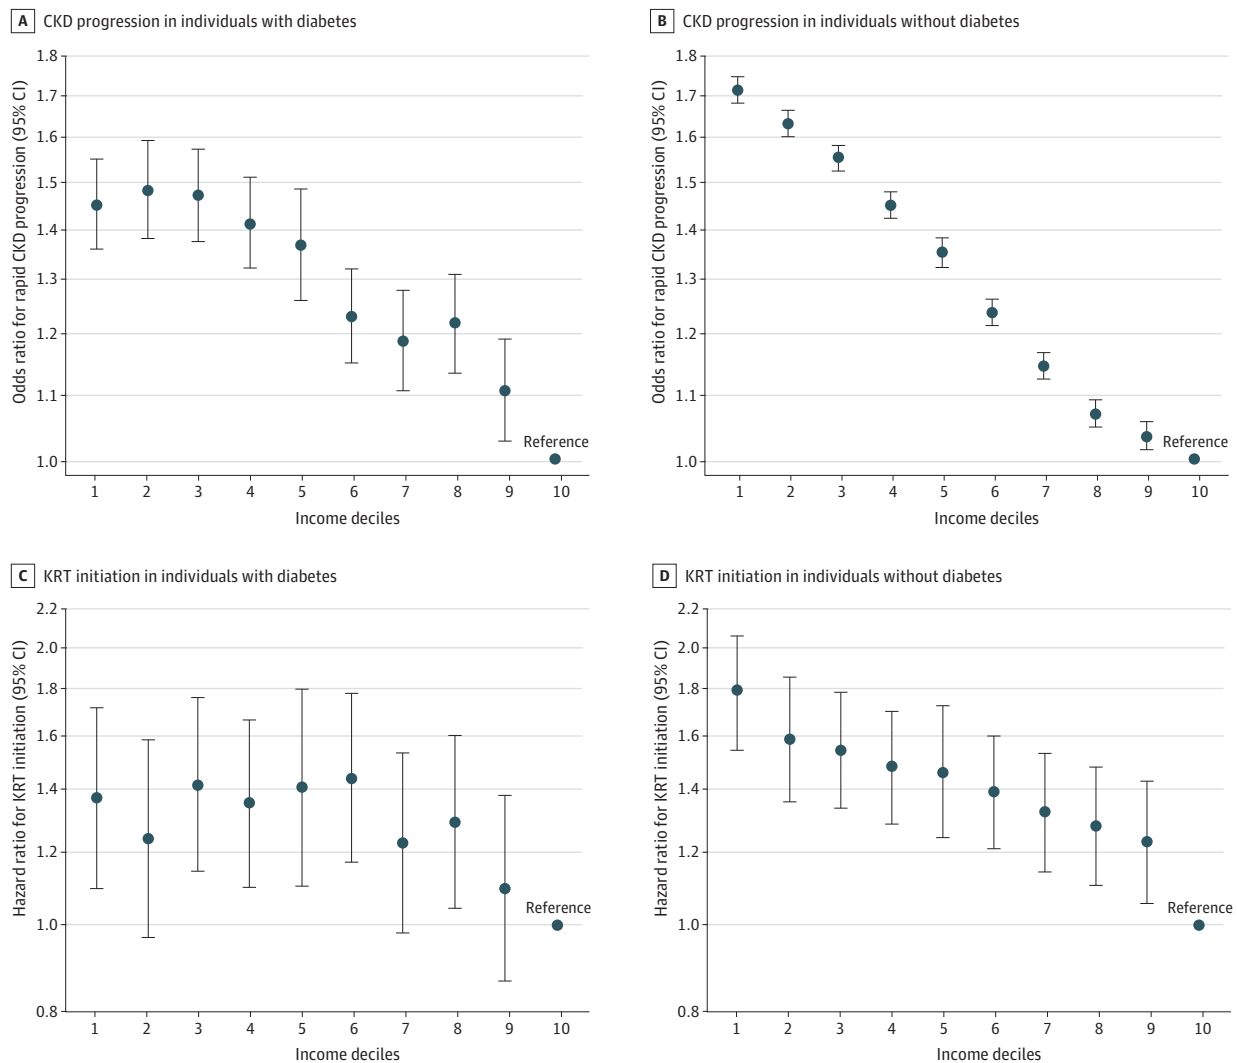 A CKD progression in individuals with diabetes
Odds ratio for rapid CKD progression (95% CI)
1.8
1.7
1.6
1.5
1.4
1.3
1.2
1.1
1.0
Reference
1 2 3 4 5 6 7 8 9 10
Income deciles
B CKD progression in individuals without diabetes
Odds ratio for rapid CKD progression (95% CI)
1.8
1.7
1.6
1.5
1.4
1.3
1.2
1.1
1.0
Reference
1 2 3 4 5 6 7 8 9 10
Income deciles
C KRT initiation in individuals with diabetes
Hazard ratio for KRT initiation (95% CI)
2.2
2.0
1.8
1.6
1.4
1.2
1.0
0.8
Reference
1 2 3 4 5 6 7 8 9 10
Income deciles
D KRT initiation in individuals without diabetes
Hazard ratio for KRT initiation (95% CI)
2.2
2.0
1.8
1.6
1.4
1.2
1.0
0.8
Reference
1 2 3 4 5 6 7 8 9 10
Income deciles